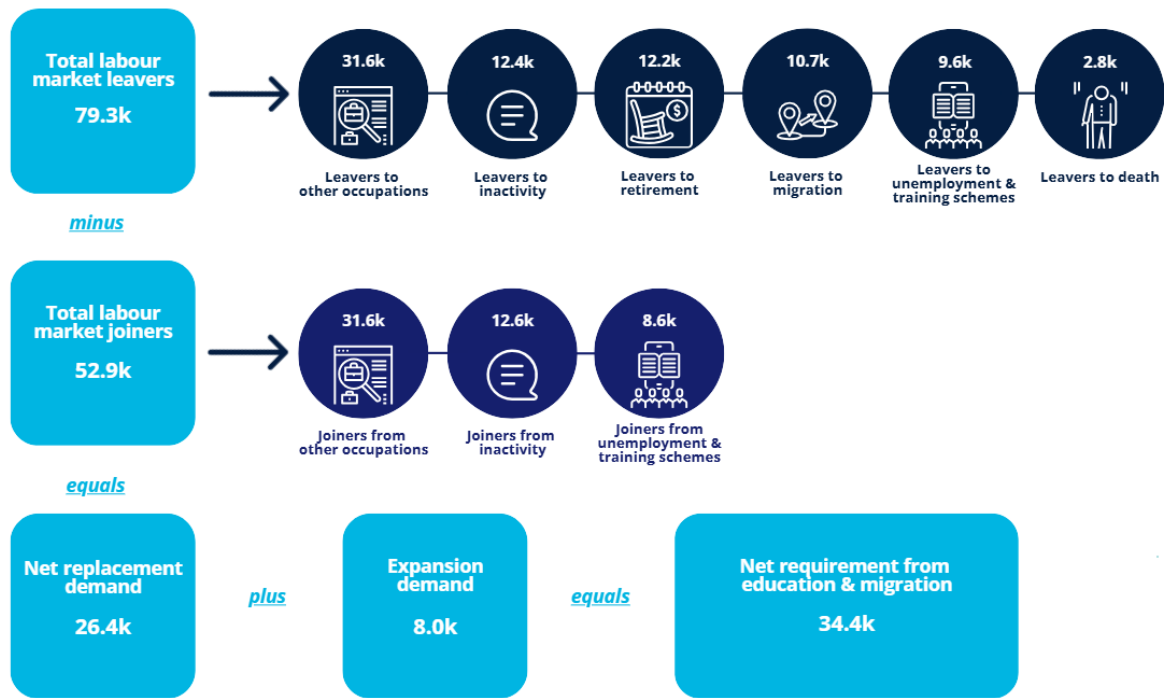 Total labour
market leavers
79.3k
31.6k
12.4k
12.2k
10.7k
9.6k
2.8k
Leavers to
other occupations
Leavers to
inactivity
Leavers to
retirement
Leavers to
migration
Leavers to
unemployment &
training schemes
Leavers to death
minus
Total labour
market joiners
52.9k
31.6k
12.6k
8.6k
Joiners from
other occupations
Joiners from
inactivity
Joiners from
unemployment &
training schemes
equals
Net replacement
demand
26.4k
plus
Expansion
demand
8.0k
equals
Net requirement from
education & migration
34.4k